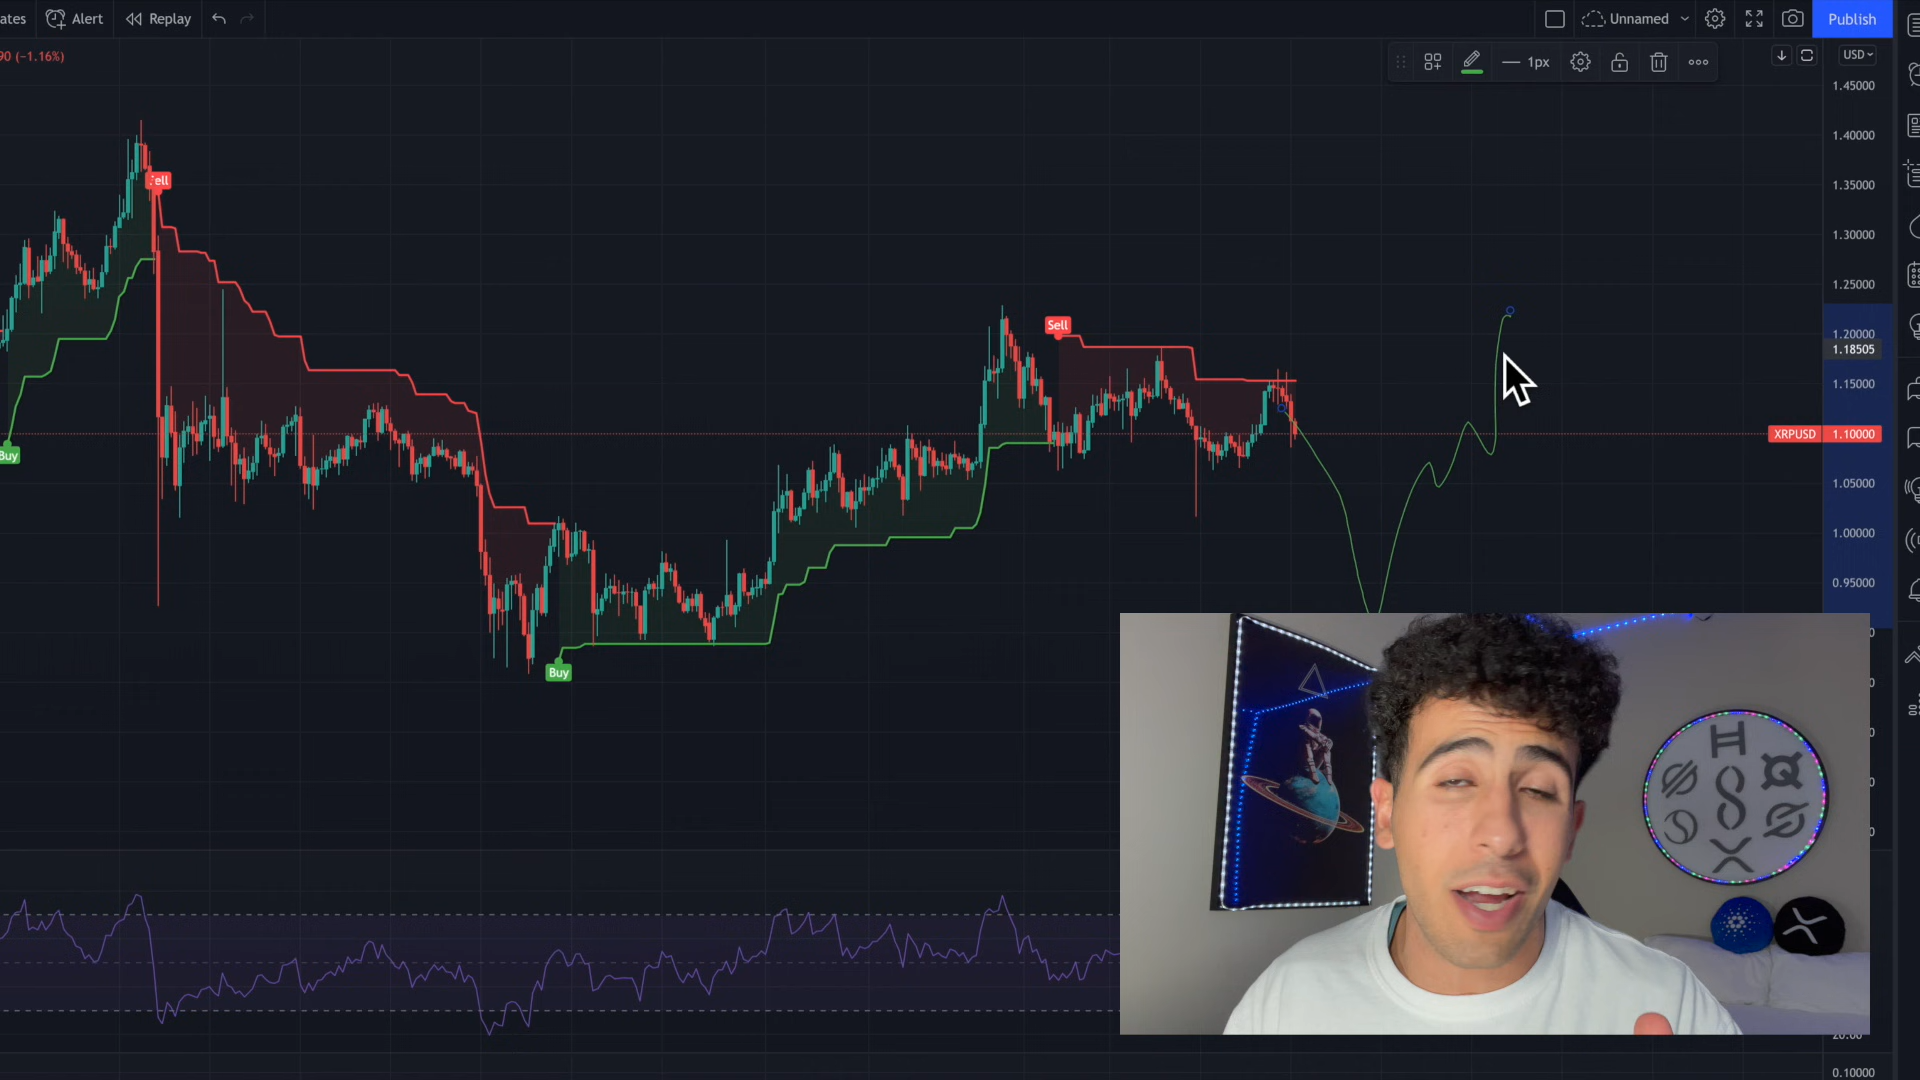 ates Alert Replay Unnamed Publish
90 (−1.16%)
1px
USD
1.45000
1.40000
1.35000
1.30000
1.25000
1.20000
1.18505
1.15000
XRPUSD 1.10000
1.05000
1.00000
0.95000
0.10000
Sell
Buy
Buy